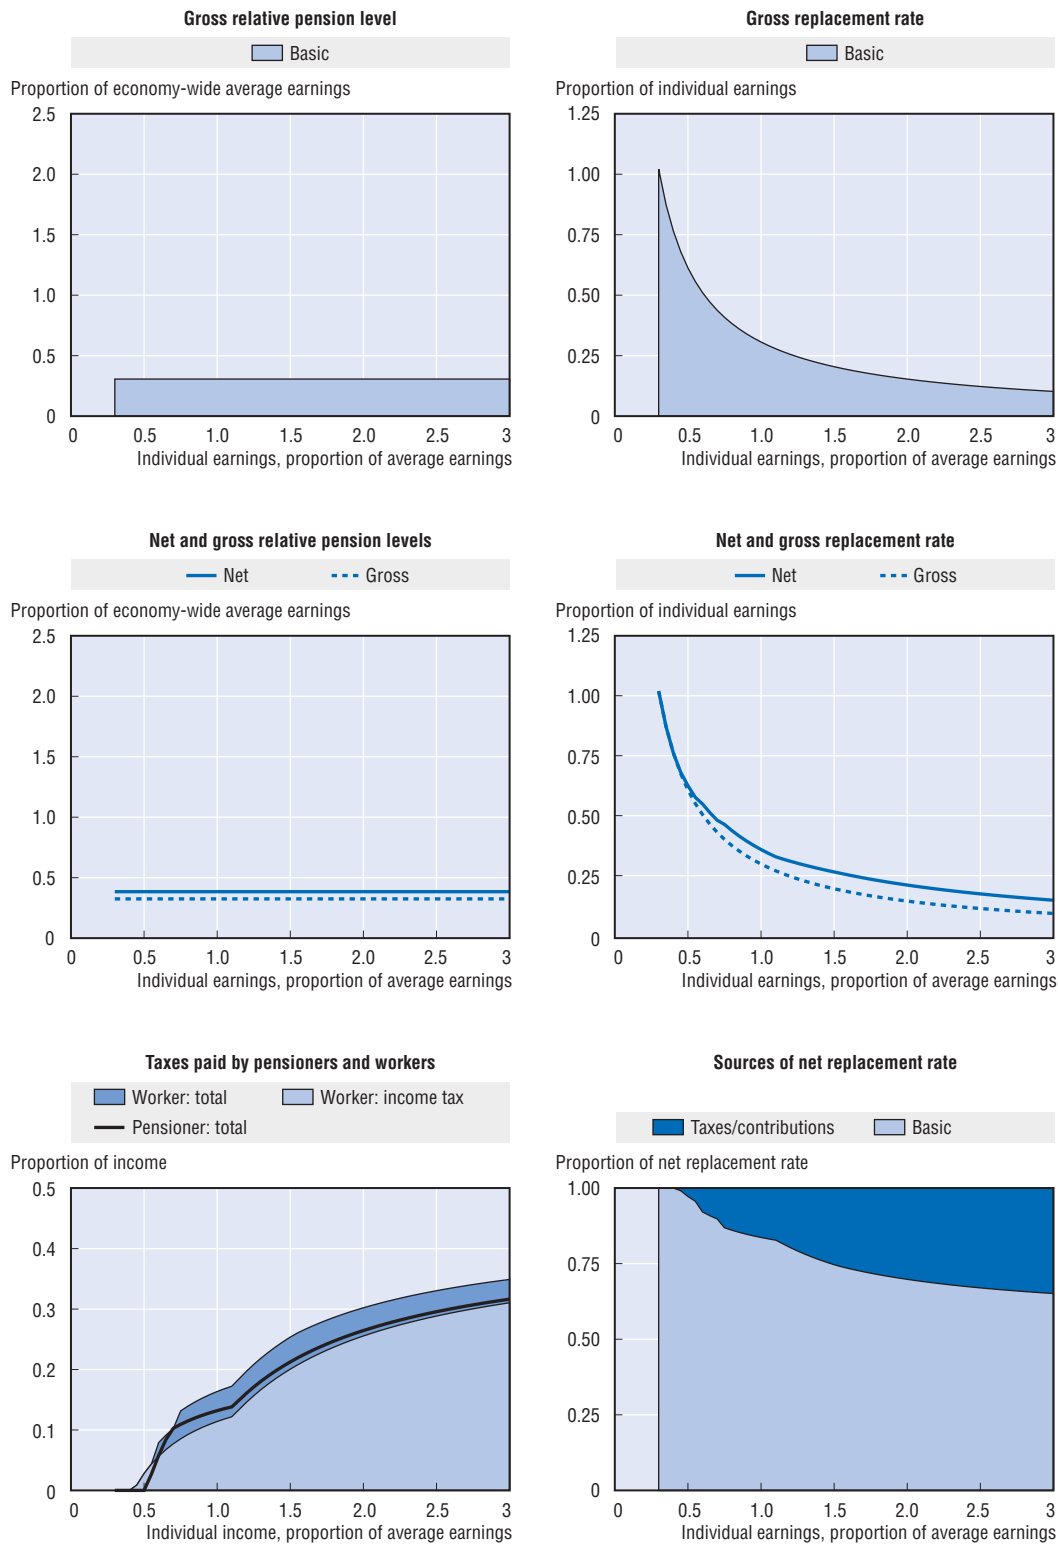 Gross relative pension level
Basic
Proportion of economy-wide average earnings
2.5
2.0
1.5
1.0
0.5
0
0 0.5 1.0 1.5 2.0 2.5 3
Individual earnings, proportion of average earnings
Gross replacement rate
Basic
Proportion of individual earnings
1.25
1.00
0.75
0.50
0.25
0
0 0.5 1.0 1.5 2.0 2.5 3
Individual earnings, proportion of average earnings
Net and gross relative pension levels
Net Gross
Proportion of economy-wide average earnings
2.5
2.0
1.5
1.0
0.5
0
0 0.5 1.0 1.5 2.0 2.5 3
Individual earnings, proportion of average earnings
Net and gross replacement rate
Net Gross
Proportion of individual earnings
1.25
1.00
0.75
0.50
0.25
0
0 0.5 1.0 1.5 2.0 2.5 3
Individual earnings, proportion of average earnings
Taxes paid by pensioners and workers
Worker: total Worker: income tax
Pensioner: total
Proportion of income
0.5
0.4
0.3
0.2
0.1
0
0 0.5 1.0 1.5 2.0 2.5 3
Individual income, proportion of average earnings
Sources of net replacement rate
Taxes/contributions Basic
Proportion of net replacement rate
1.00
0.75
0.50
0.25
0
0 0.5 1.0 1.5 2.0 2.5 3
Individual earnings, proportion of average earnings